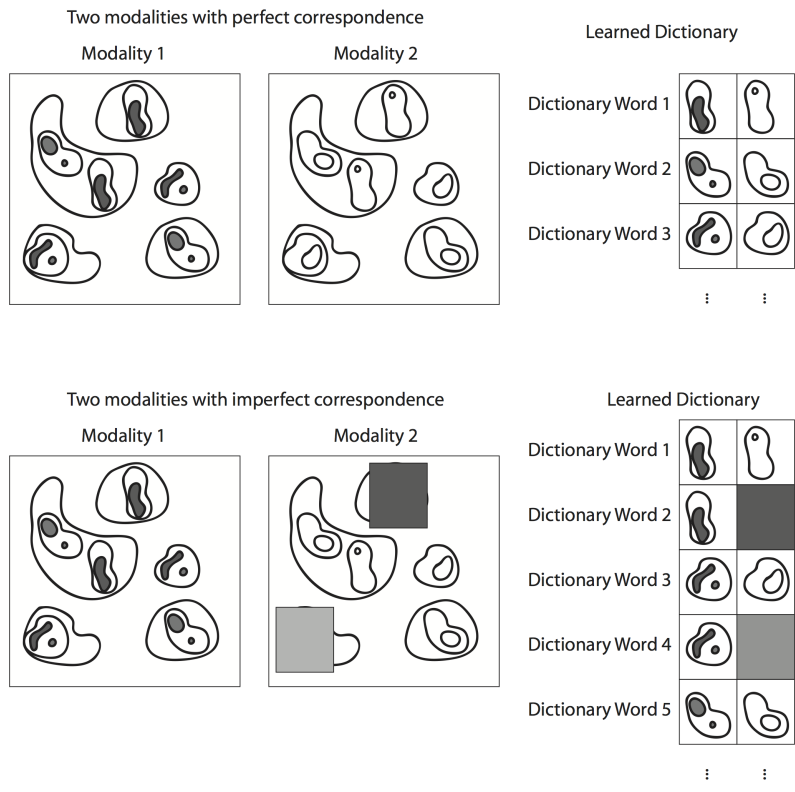 Two modalities with perfect correspondence
Modality 1
Modality 2
Learned Dictionary
Dictionary Word 1
Dictionary Word 2
Dictionary Word 3
Two modalities with imperfect correspondence
Modality 1
Modality 2
Learned Dictionary
Dictionary Word 1
Dictionary Word 2
Dictionary Word 3
Dictionary Word 4
Dictionary Word 5